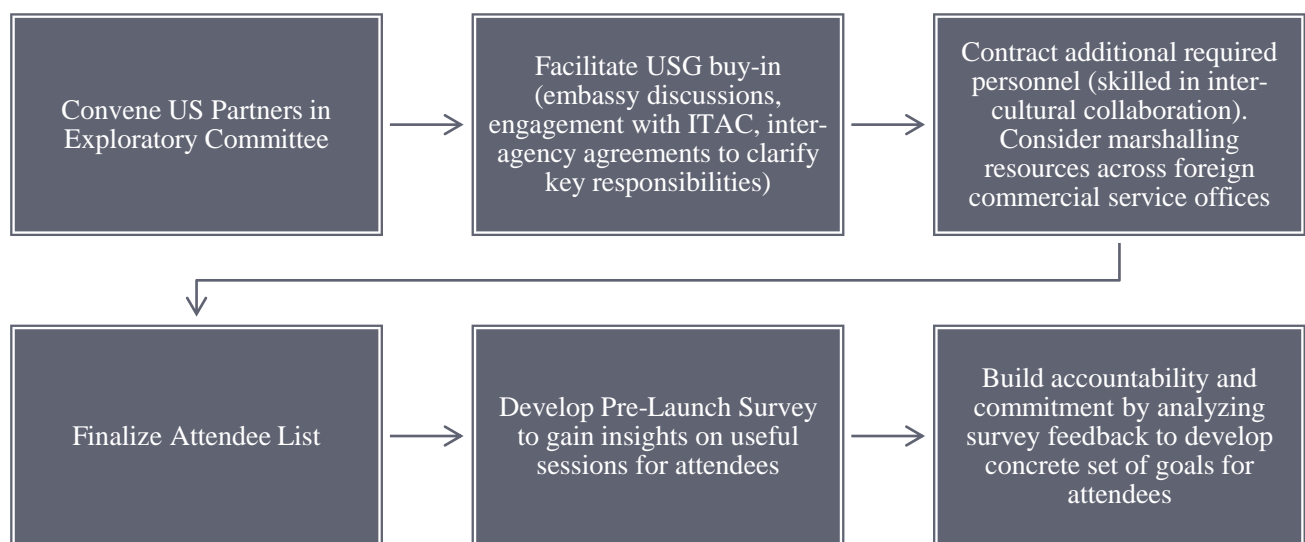 Convene US Partners in
Exploratory Committee
Facilitate USG buy-in
(embassy discussions,
engagement with ITAC, inter-
agency agreements to clarify
key responsibilities)
Contract additional required
personnel (skilled in inter-
cultural collaboration).
Consider marshalling
resources across foreign
commercial service offices
Finalize Attendee List
Develop Pre-Launch Survey
to gain insights on useful
sessions for attendees
Build accountability and
commitment by analyzing
survey feedback to develop
concrete set of goals for
attendees